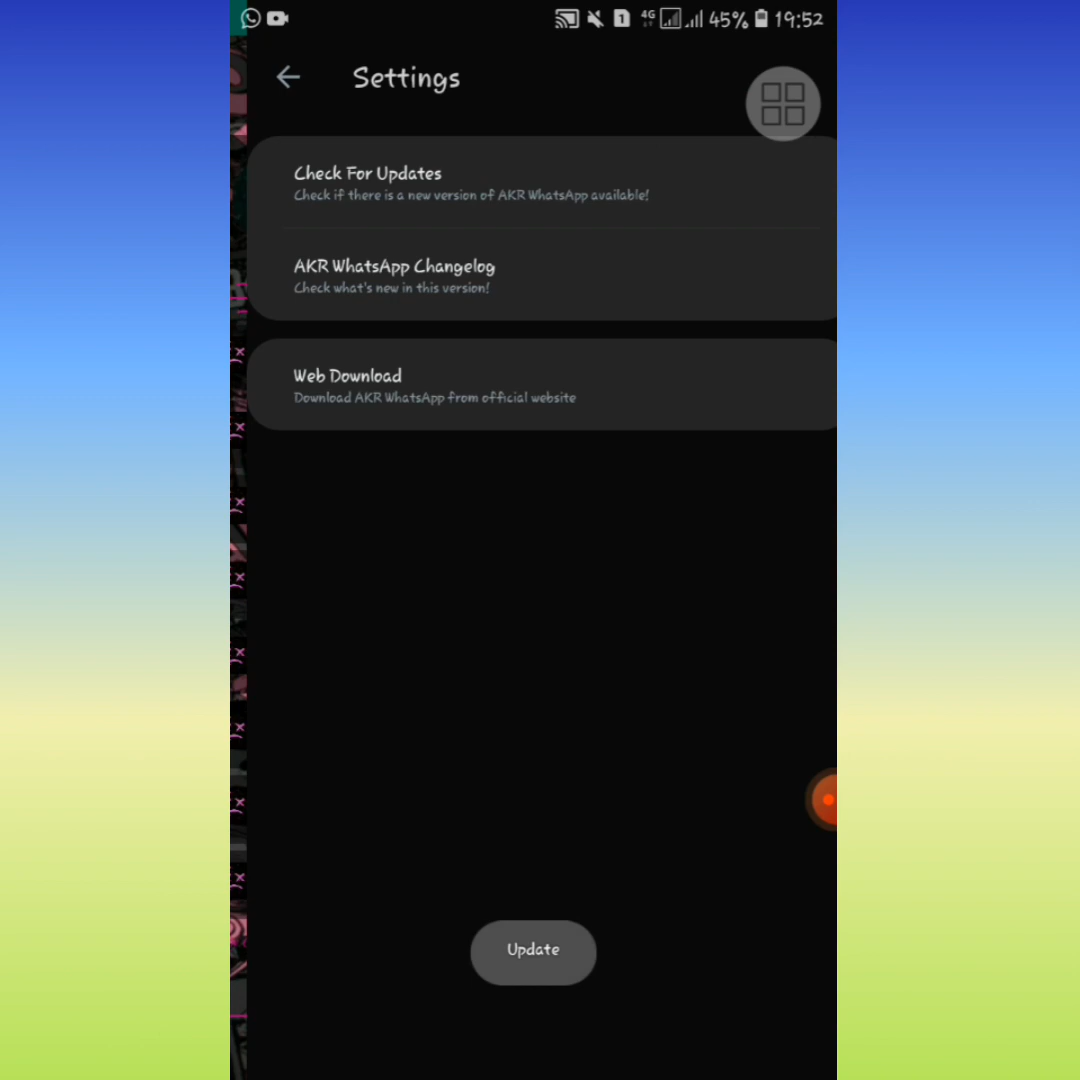 4G 45% 19:52
Settings
Check For Updates
Check if there is a new version of AKR WhatsApp available!
AKR WhatsApp Changelog
Check what's new in this version!
Web Download
Download AKR WhatsApp from official website
Update